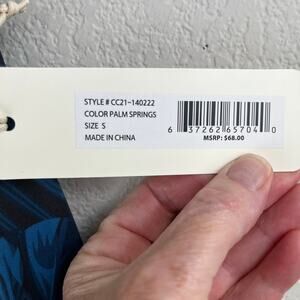 STYLE # CC21-140222
COLOR PALM SPRINGS
SIZE S
MADE IN CHINA
6 37262 65704 0
MSRP: $68.00